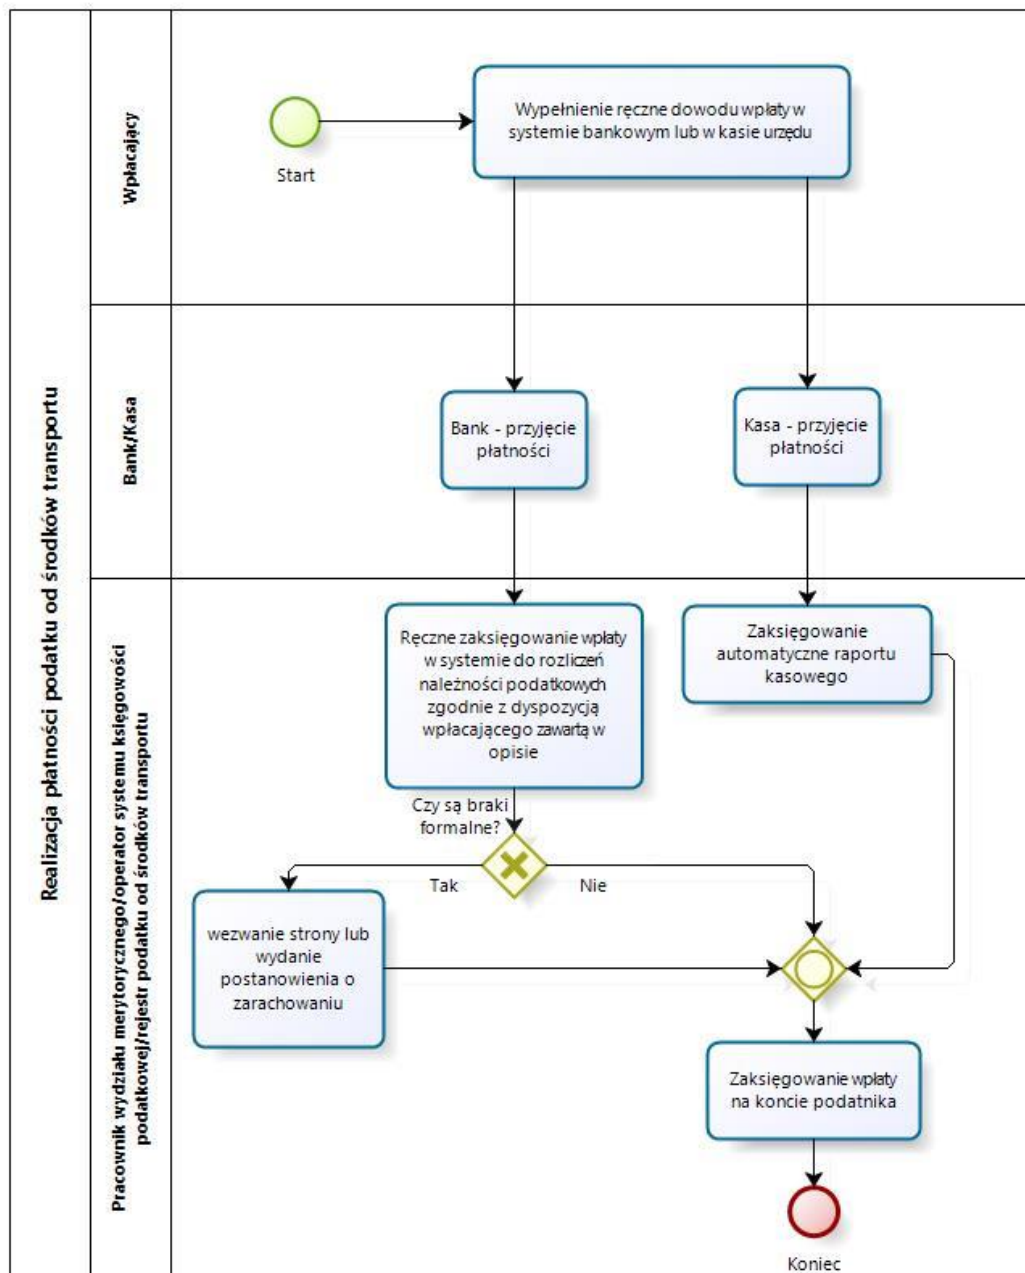 Realizacja płatności podatku od środków transportu
Wpłacający
Start
Wypełnienie ręczne dowodu wpłaty w
systemie bankowym lub w kasie urzędu
Bank/Kasa
Bank - przyjęcie
płatności
Kasa - przyjęcie
płatności
Pracownik wydziału merytorycznego/operator systemu księgowości
podatkowej/rejestr podatku od środków transportu
Ręczne zaksięgowanie wpłaty
w systemie do rozliczeń
należności podatkowych
zgodnie z dyspozycją
wpłacającego zawartą w
opisie
Zaksięgowanie
automatyczne raportu
kasowego
Czy są braki
formalne?
Tak
Nie
wezwanie strony lub
wydanie
postanowienia o
zarachowaniu
Zaksięgowanie wpłaty
na koncie podatnika
Koniec